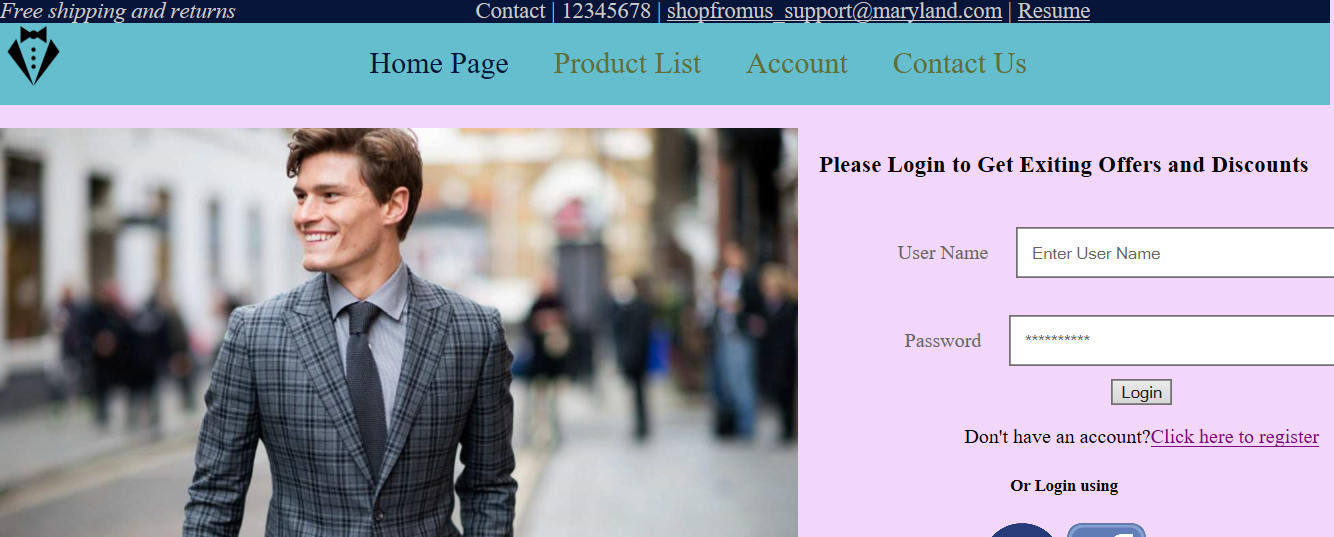 Free shipping and returns Contact | 12345678 | shopfromus_support@maryland.com | Resume
Home Page Product List Account Contact Us
Please Login to Get Exiting Offers and Discounts
User Name Enter User Name
Password **********
Login
Don't have an account?Click here to register
Or Login using